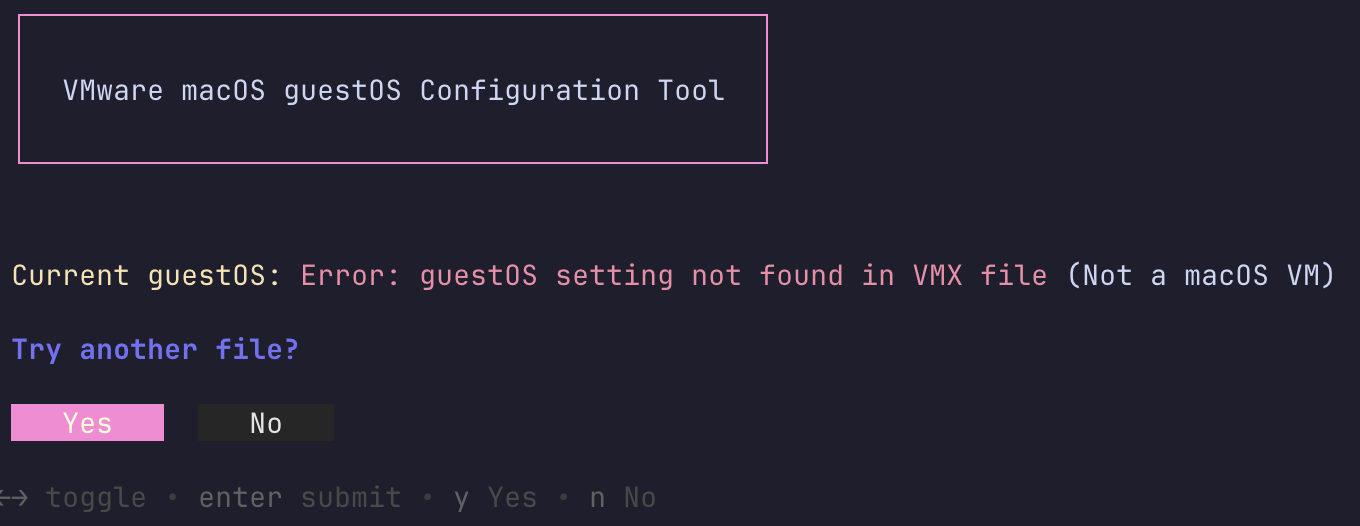 VMware macOS guestOS Configuration Tool
Current guestOS: Error: guestOS setting not found in VMX file (Not a macOS VM)
Try another file?
Yes No
↔ toggle • enter submit • y Yes • n No